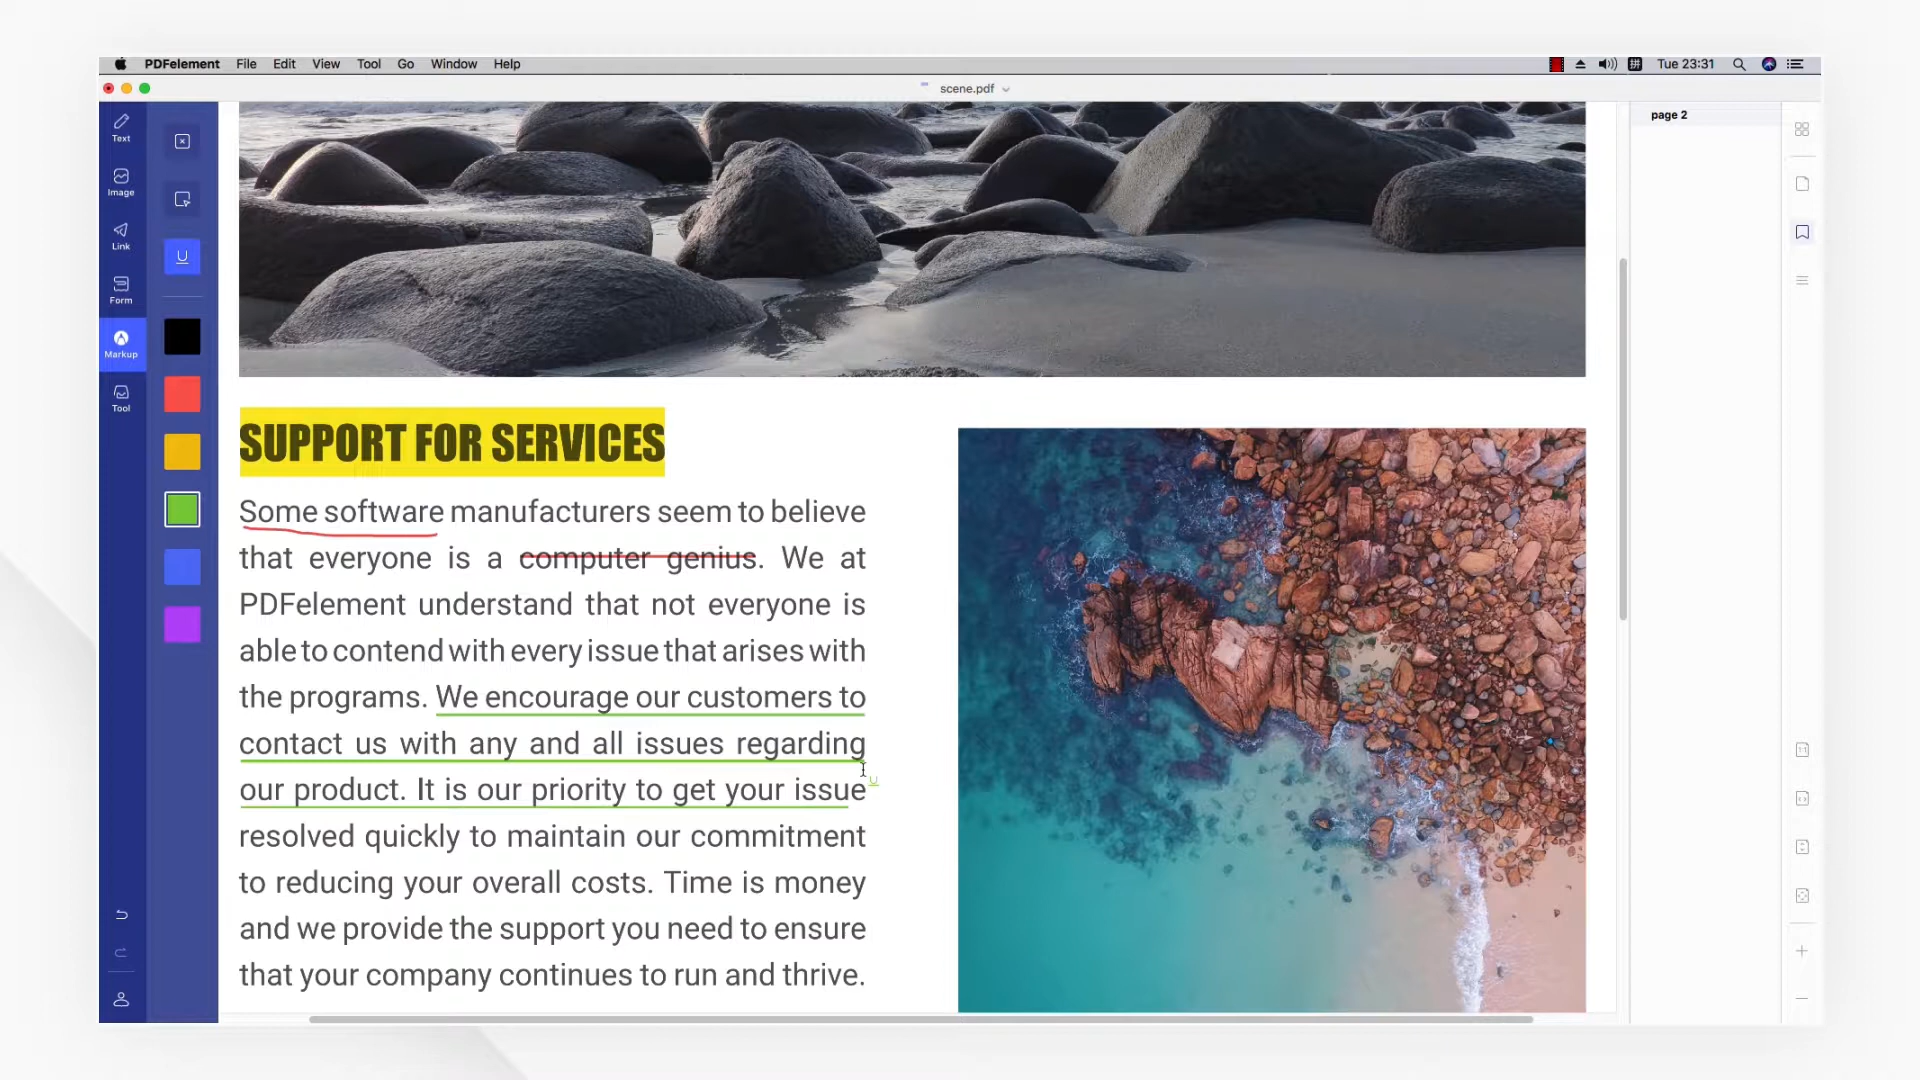 PDFelement File Edit View Tool Go Window Help Tue 23:31
scene.pdf
page 2
Text
Image
Link
Form
Markup
Tool
U
SUPPORT FOR SERVICES
Some software manufacturers seem to believe
that everyone is a computer genius. We at
PDFelement understand that not everyone is
able to contend with every issue that arises with
the programs. We encourage our customers to
contact us with any and all issues regarding
our product. It is our priority to get your issue
resolved quickly to maintain our commitment
to reducing your overall costs. Time is money
and we provide the support you need to ensure
that your company continues to run and thrive.
U
1:1